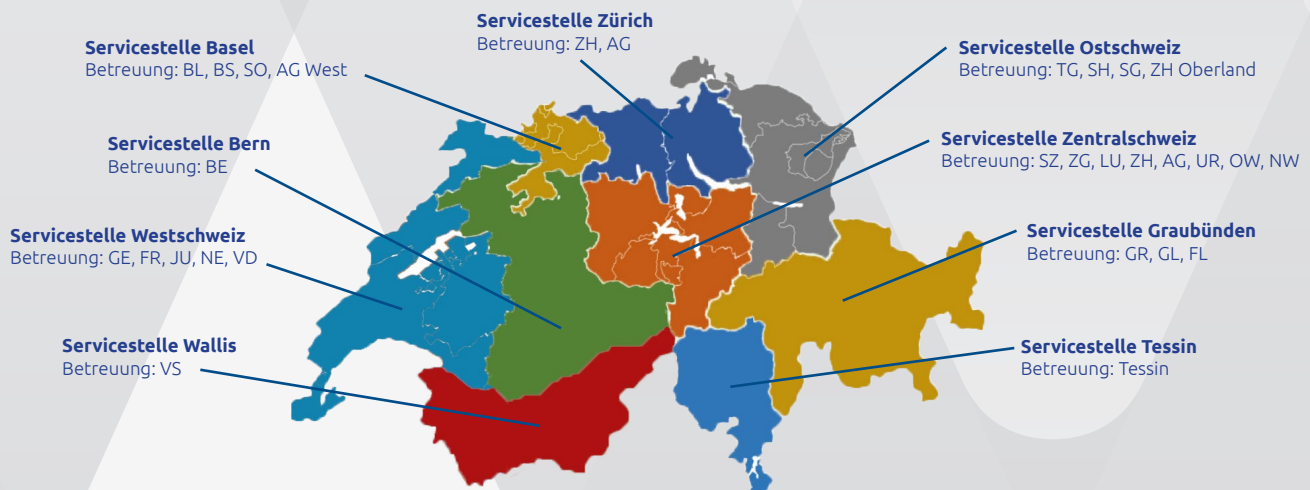 Servicestelle Zürich
Betreuung: ZH, AG
Servicestelle Basel
Betreuung: BL, BS, SO, AG West
Servicestelle Ostschweiz
Betreuung: TG, SH, SG, ZH Oberland
Servicestelle Bern
Betreuung: BE
Servicestelle Zentralschweiz
Betreuung: SZ, ZG, LU, ZH, AG, UR, OW, NW
Servicestelle Westschweiz
Betreuung: GE, FR, JU, NE, VD
Servicestelle Graubünden
Betreuung: GR, GL, FL
Servicestelle Wallis
Betreuung: VS
Servicestelle Tessin
Betreuung: Tessin